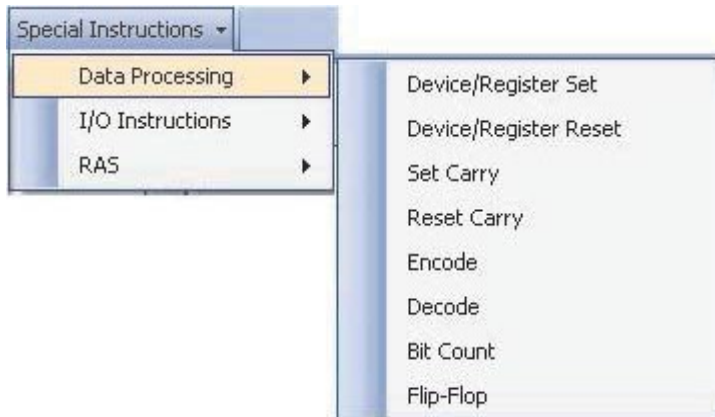 Special Instructions
Data Processing
I/O Instructions
RAS
Device/Register Set
Device/Register Reset
Set Carry
Reset Carry
Encode
Decode
Bit Count
Flip-Flop